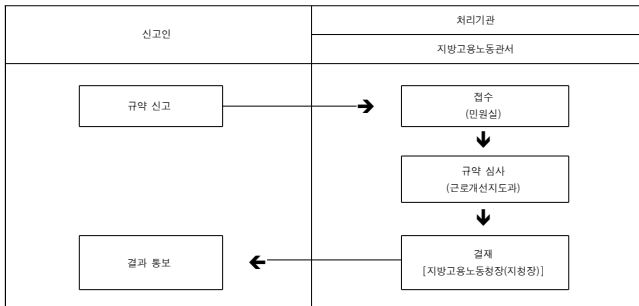 신고인
처리기관
지방고용노동관서
규약 신고
접수
(민원실)
규약 심사
(근로개선지도과)
결과 통보
결재
[지방고용노동청장(지청장)]